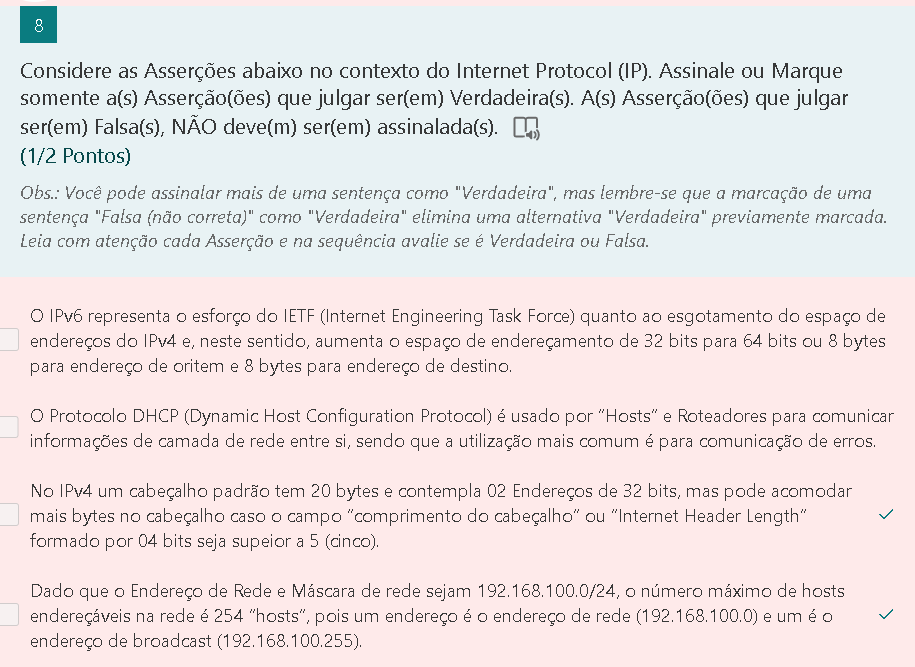 8
Considere as Asserções abaixo no contexto do Internet Protocol (IP). Assinale ou Marque
somente a(s) Asserção(ões) que julgar ser(em) Verdadeira(s). A(s) Asserção(ões) que julgar
ser(em) Falsa(s), NÃO deve(m) ser(em) assinalada(s).
(1/2 Pontos)
Obs.: Você pode assinalar mais de uma sentença como "Verdadeira", mas lembre-se que a marcação de uma
sentença "Falsa (não correta)" como "Verdadeira" elimina uma alternativa "Verdadeira" previamente marcada.
Leia com atenção cada Asserção e na sequência avalie se é Verdadeira ou Falsa.
O IPv6 representa o esforço do IETF (Internet Engineering Task Force) quanto ao esgotamento do espaço de
endereços do IPv4 e, neste sentido, aumenta o espaço de endereçamento de 32 bits para 64 bits ou 8 bytes
para endereço de oritem e 8 bytes para endereço de destino.
O Protocolo DHCP (Dynamic Host Configuration Protocol) é usado por “Hosts” e Roteadores para comunicar
informações de camada de rede entre si, sendo que a utilização mais comum é para comunicação de erros.
No IPv4 um cabeçalho padrão tem 20 bytes e contempla 02 Endereços de 32 bits, mas pode acomodar
mais bytes no cabeçalho caso o campo “comprimento do cabeçalho” ou “Internet Header Length”
formado por 04 bits seja supeior a 5 (cinco).
Dado que o Endereço de Rede e Máscara de rede sejam 192.168.100.0/24, o número máximo de hosts
endereçáveis na rede é 254 “hosts”, pois um endereço é o endereço de rede (192.168.100.0) e um é o
endereço de broadcast (192.168.100.255).